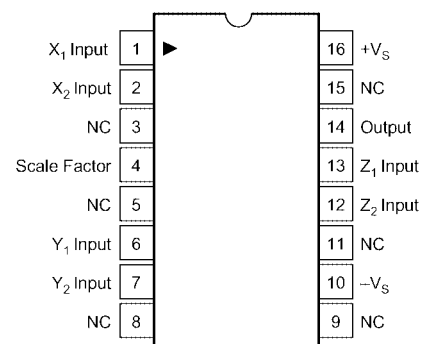 X₁ Input 1 16 +Vₛ
X₂ Input 2 15 NC
NC 3 14 Output
Scale Factor 4 13 Z₁ Input
NC 5 12 Z₂ Input
Y₁ Input 6 11 NC
Y₂ Input 7 10 –Vₛ
NC 8 9 NC